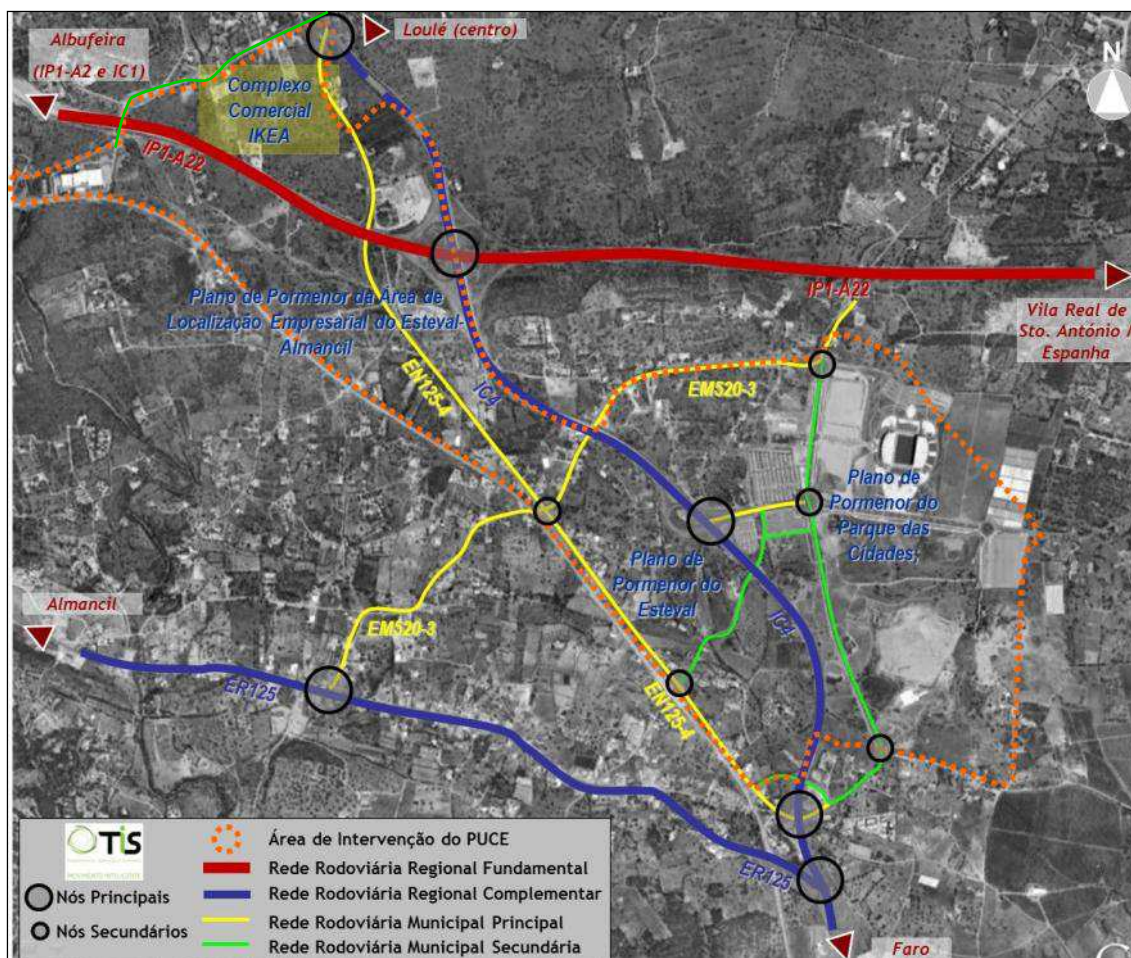 Albufeira
(IP1-A2 e IC1)
Loulé (centro)
N
Complexo
Comercial
IKEA
IP1-A22
Plano de Pormenor da Área de
Localização Empresarial do Esteval-
Almancil
IP1-A22
Vila Real de
Sto. António /
Espanha
EN125-4
IC4
EM520-3
Plano de
Pormenor do
Parque das
Cidades;
Plano de
Pormenor do
Esteval
Almancil
EM520-3
IC4
ER125
EN125-4
ER125
Faro
TIS
MOVIMENTO INTELIGENTE
Nós Principais
Nós Secundários
Área de Intervenção do PUCE
Rede Rodoviária Regional Fundamental
Rede Rodoviária Regional Complementar
Rede Rodoviária Municipal Principal
Rede Rodoviária Municipal Secundária